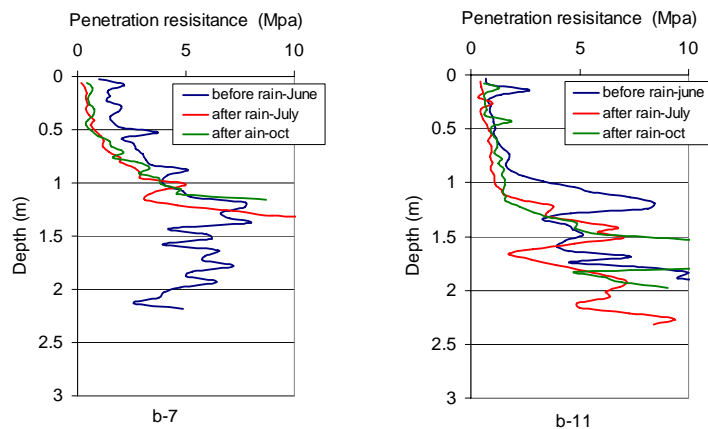 Penetration resisitance (Mpa)
0 5 10
0
0.5
1
1.5
2
2.5
3
Depth (m)
before rain-June
after rain-July
after ain-oct
b-7
Penetration resisitance (Mpa)
0 5 10
0
0.5
1
1.5
2
2.5
3
Depth (m)
before rain-june
after rain-July
after rain-oct
b-11